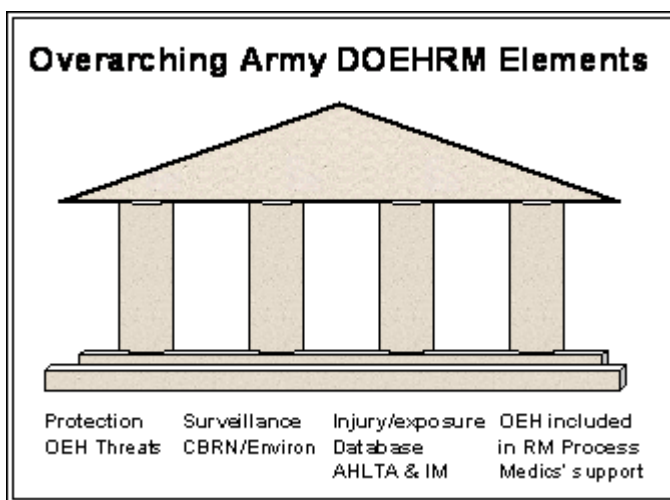 Overarching Army DOEHRM Elements
Protection
OEH Threats
Surveillance
CBRN/Environ
Injury/exposure
Database
AHLTA & IM
OEH included
in RM Process
Medics' support